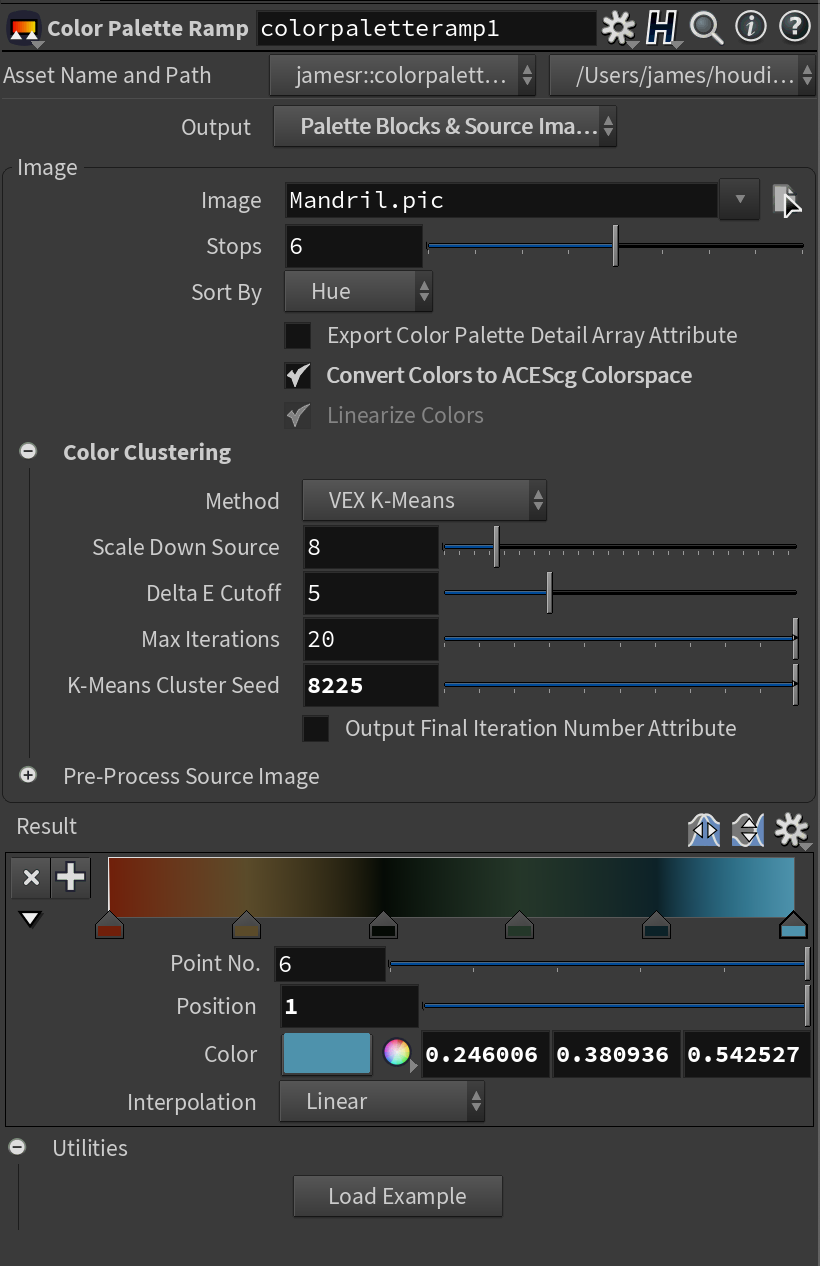 Color Palette Ramp colorpaletteramp1
Asset Name and Path jamesr::colorpalett... /Users/james/houdi...
Output Palette Blocks & Source Ima...
Image
Image Mandril.pic
Stops 6
Sort By Hue
Export Color Palette Detail Array Attribute
Convert Colors to ACEScg Colorspace
Linearize Colors
Color Clustering
Method VEX K-Means
Scale Down Source 8
Delta E Cutoff 5
Max Iterations 20
K-Means Cluster Seed 8225
Output Final Iteration Number Attribute
Pre-Process Source Image
Result
Point No. 6
Position 1
Color 0.246006 0.380936 0.542527
Interpolation Linear
Utilities
Load Example